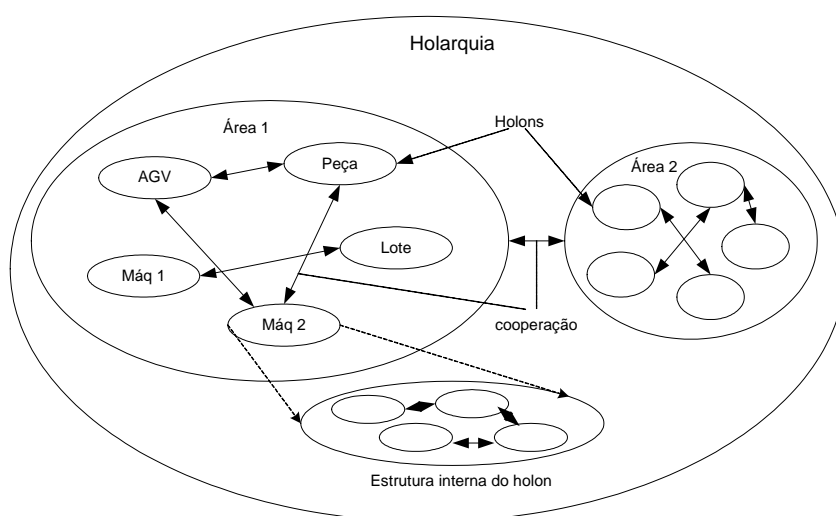 Holarquia
Área 1
Holons
Peça
AGV
Área 2
Lote
Máq 1
Máq 2
cooperação
Estrutura interna do holon